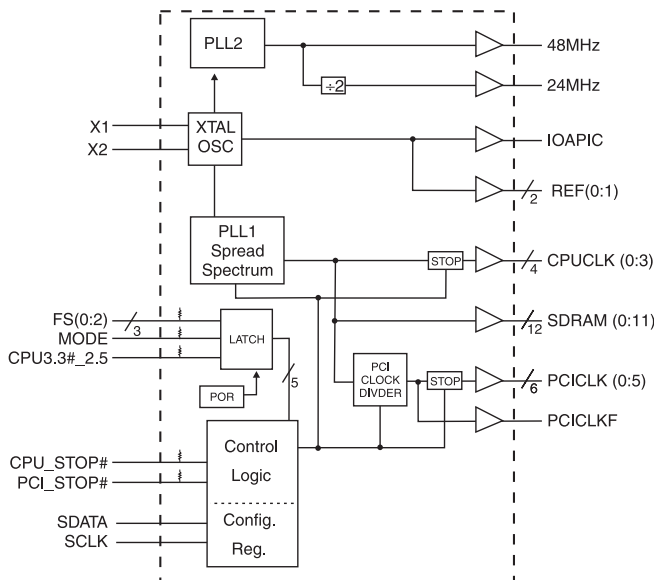 PLL2
48MHz
÷2
24MHz
X1
X2
XTAL
OSC
IOAPIC
REF(0:1)
2
PLL1
Spread
Spectrum
STOP
CPUCLK (0:3)
4
FS(0:2)
3
MODE
CPU3.3#_2.5
LATCH
SDRAM (0:11)
12
5
POR
PCI
CLOCK
DIVDER
STOP
PCICLK (0:5)
6
PCICLKF
CPU_STOP#
PCI_STOP#
Control
Logic
SDATA
SCLK
Config.
Reg.